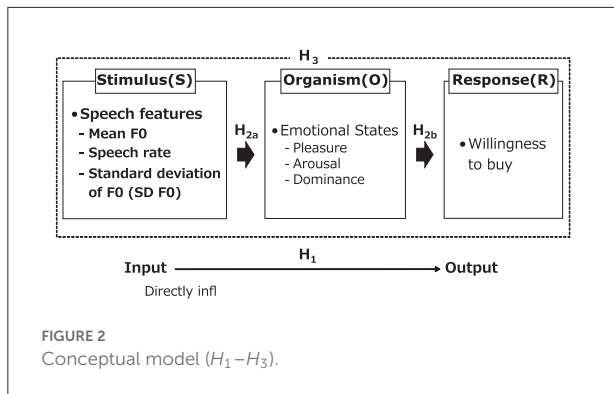 H3
Stimulus(S)
• Speech features
- Mean F0
- Speech rate
- Standard deviation
of F0 (SD F0)
H2a
Organism(O)
• Emotional States
- Pleasure
- Arousal
- Dominance
H2b
Response(R)
• Willingness
to buy
H1
Input
Output
Directly infl
FIGURE 2
Conceptual model (H1–H3).